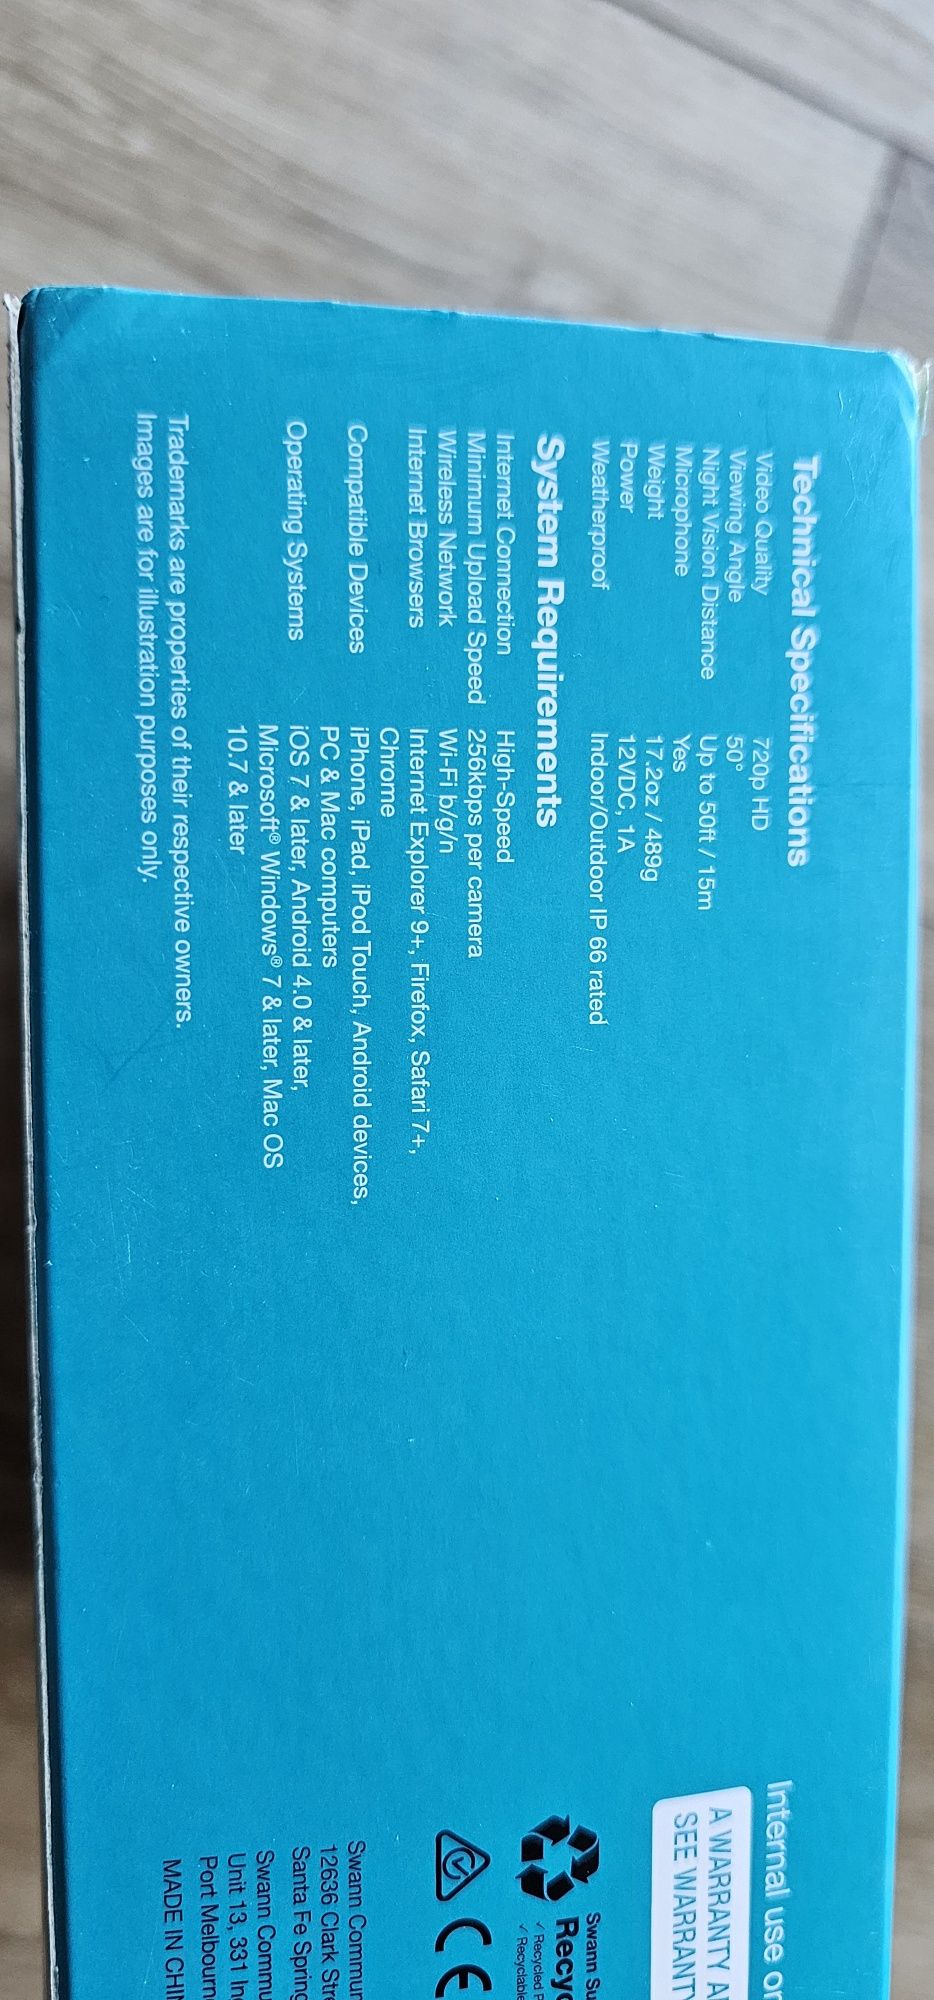 Technical Specifications
Video Quality 720p HD
Viewing Angle 50°
Night Vision Distance Up to 50ft / 15m
Microphone Yes
Weight 17.2oz / 489g
Power 12VDC, 1A
Weatherproof Indoor/Outdoor IP 66 rated
System Requirements
Internet Connection High-Speed
Minimum Upload Speed 256kbps per camera
Wireless Network Wi-Fi b/g/n
Internet Browsers Internet Explorer 9+, Firefox, Safari 7+,
Chrome
Compatible Devices iPhone, iPad, iPod Touch, Android devices,
PC & Mac computers
Operating Systems iOS 7 & later, Android 4.0 & later,
Microsoft® Windows® 7 & later, Mac OS
10.7 & later
Trademarks are properties of their respective owners.
Images are for illustration purposes only.
Internal use
A WARRANTY
SEE WARRANTY
Swann
Recyc
✓ Recycled
✓ Recyclable
CE
Swann Commun
12636 Clark Stre
Santa Fe Spring
Swann Commu
Unit 13, 331 In
Port Melbourn
MADE IN CHI